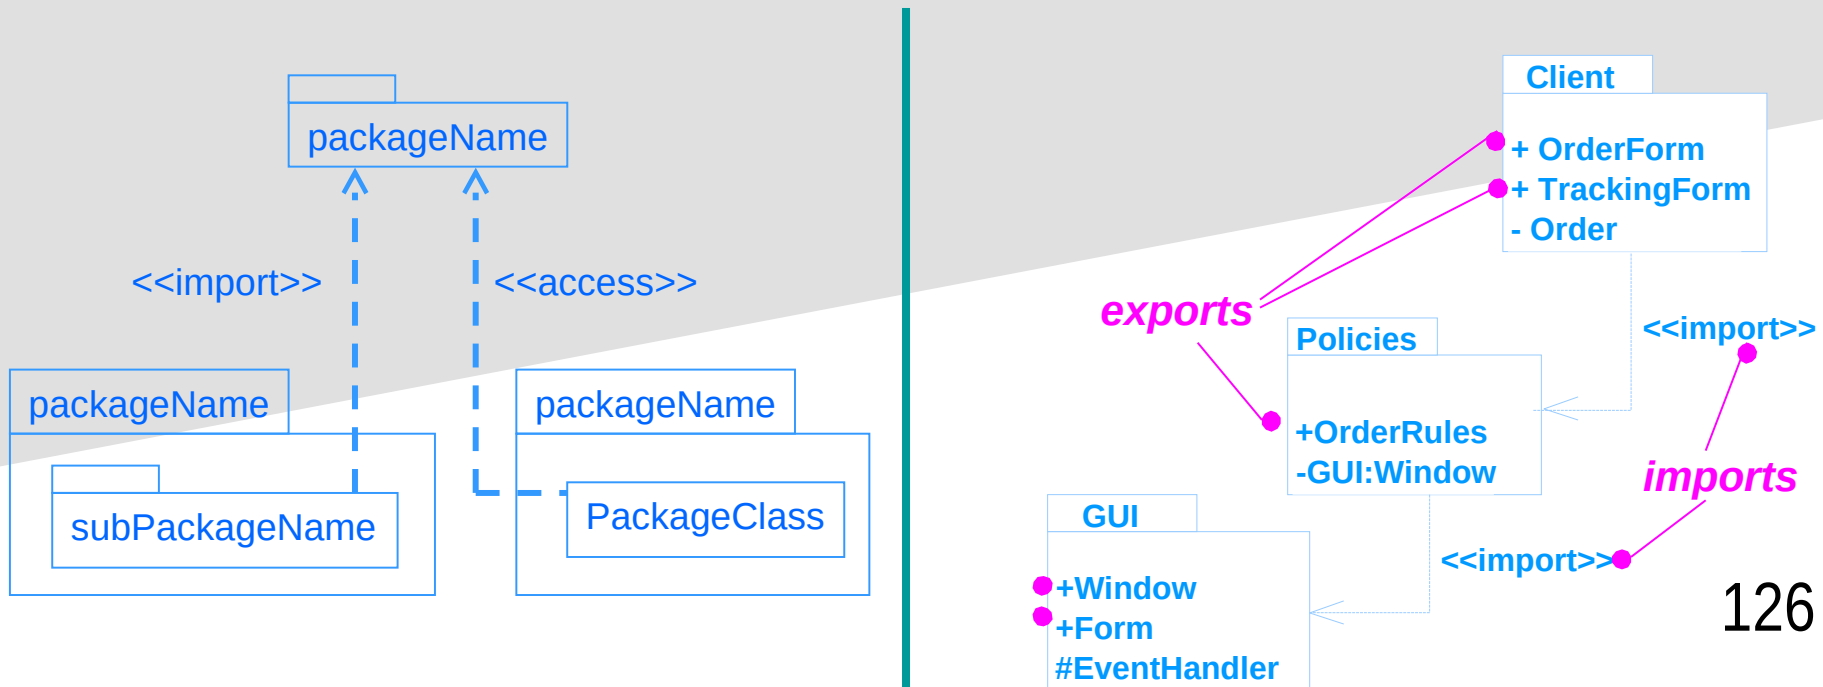 packageName
<<import>>
<<access>>
packageName
subPackageName
packageName
PackageClass
Client
+ OrderForm
+ TrackingForm
- Order
exports
<<import>>
Policies
+OrderRules
-GUI:Window
imports
GUI
<<import>>
+Window
+Form
#EventHandler
126